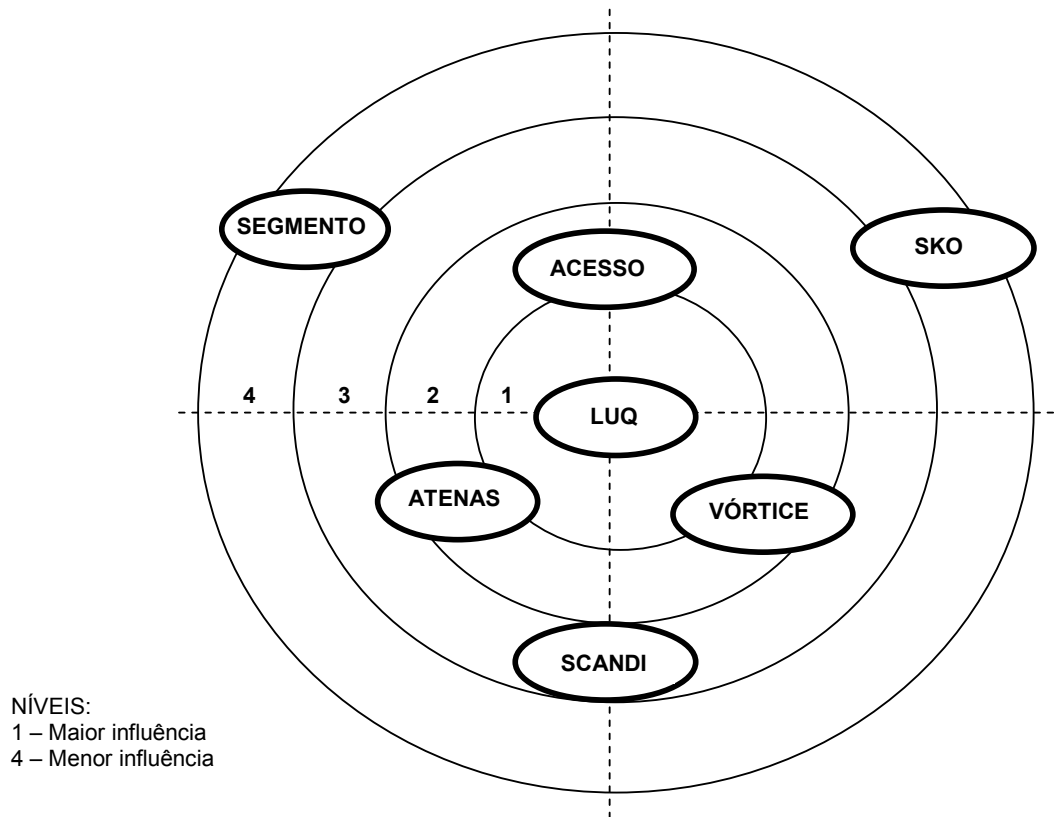 SEGMENTO
SKO
ACESSO
4 3 2 1
LUQ
ATENAS
VÓRTICE
SCANDI
NÍVEIS:
1 – Maior influência
4 – Menor influência